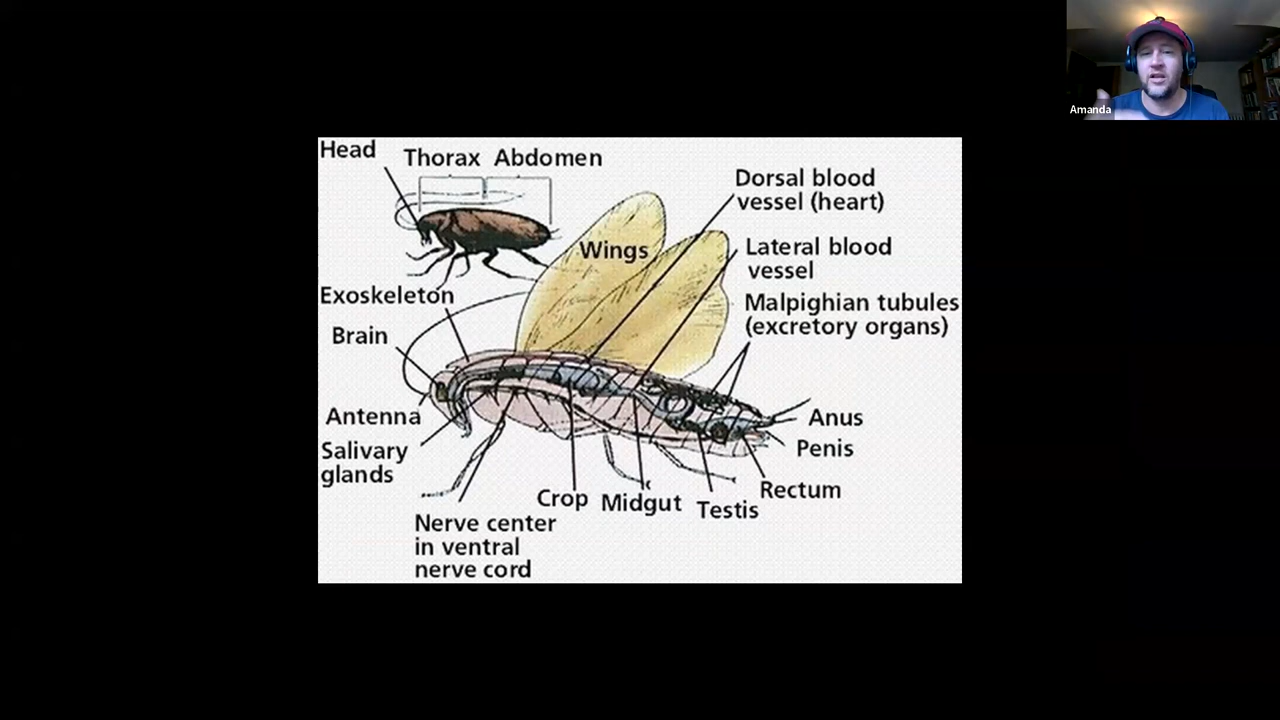 Amanda
Head
Thorax Abdomen
Dorsal blood
vessel (heart)
Wings
Lateral blood
vessel
Exoskeleton
Malpighian tubules
(excretory organs)
Brain
Antenna
Anus
Salivary
glands
Penis
Rectum
Crop Midgut Testis
Nerve center
in ventral
nerve cord